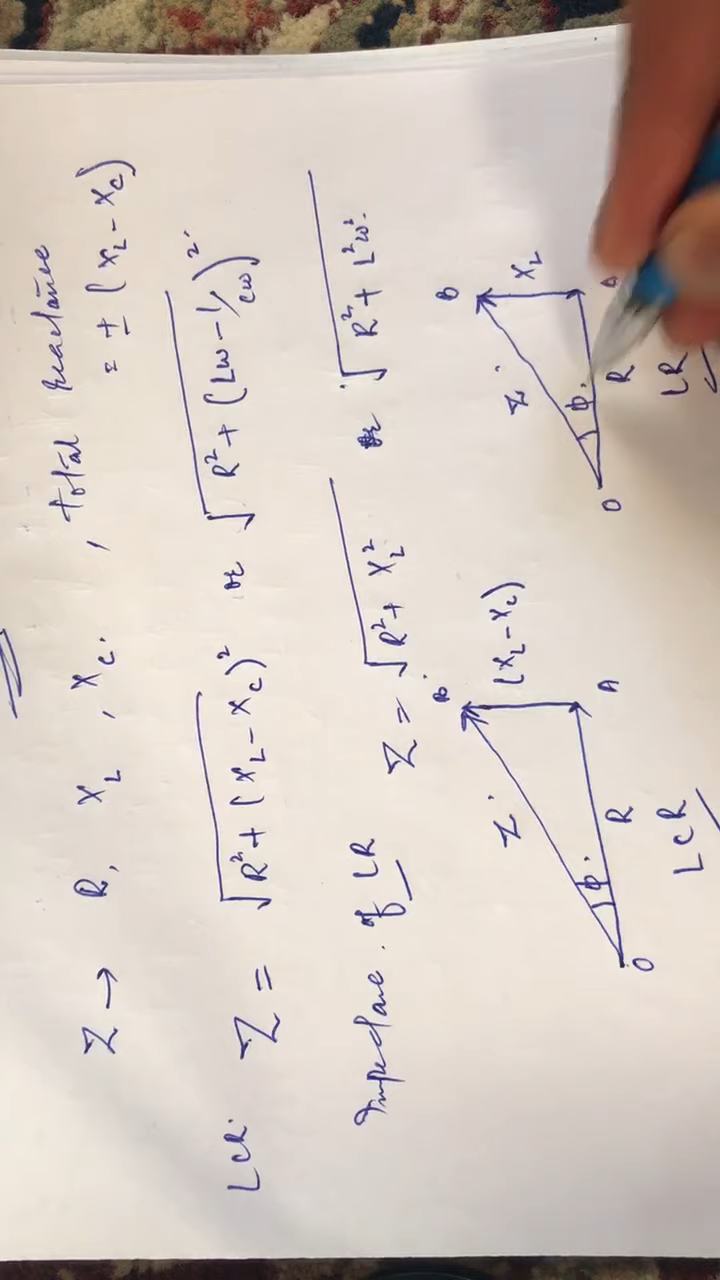 Z → R, X_L, X_C. , total reactance
= ± (X_L - X_C)
LCR. Z = √(R² + (X_L - X_C)²) or √(R² + (Lω - 1/Cω)²)
Impedance of LR Z = √(R² + X_L²) or √(R² + L²ω²)
B (X_L - X_C) Z φ O R A
LCR
B X_L Z φ O R A
LR